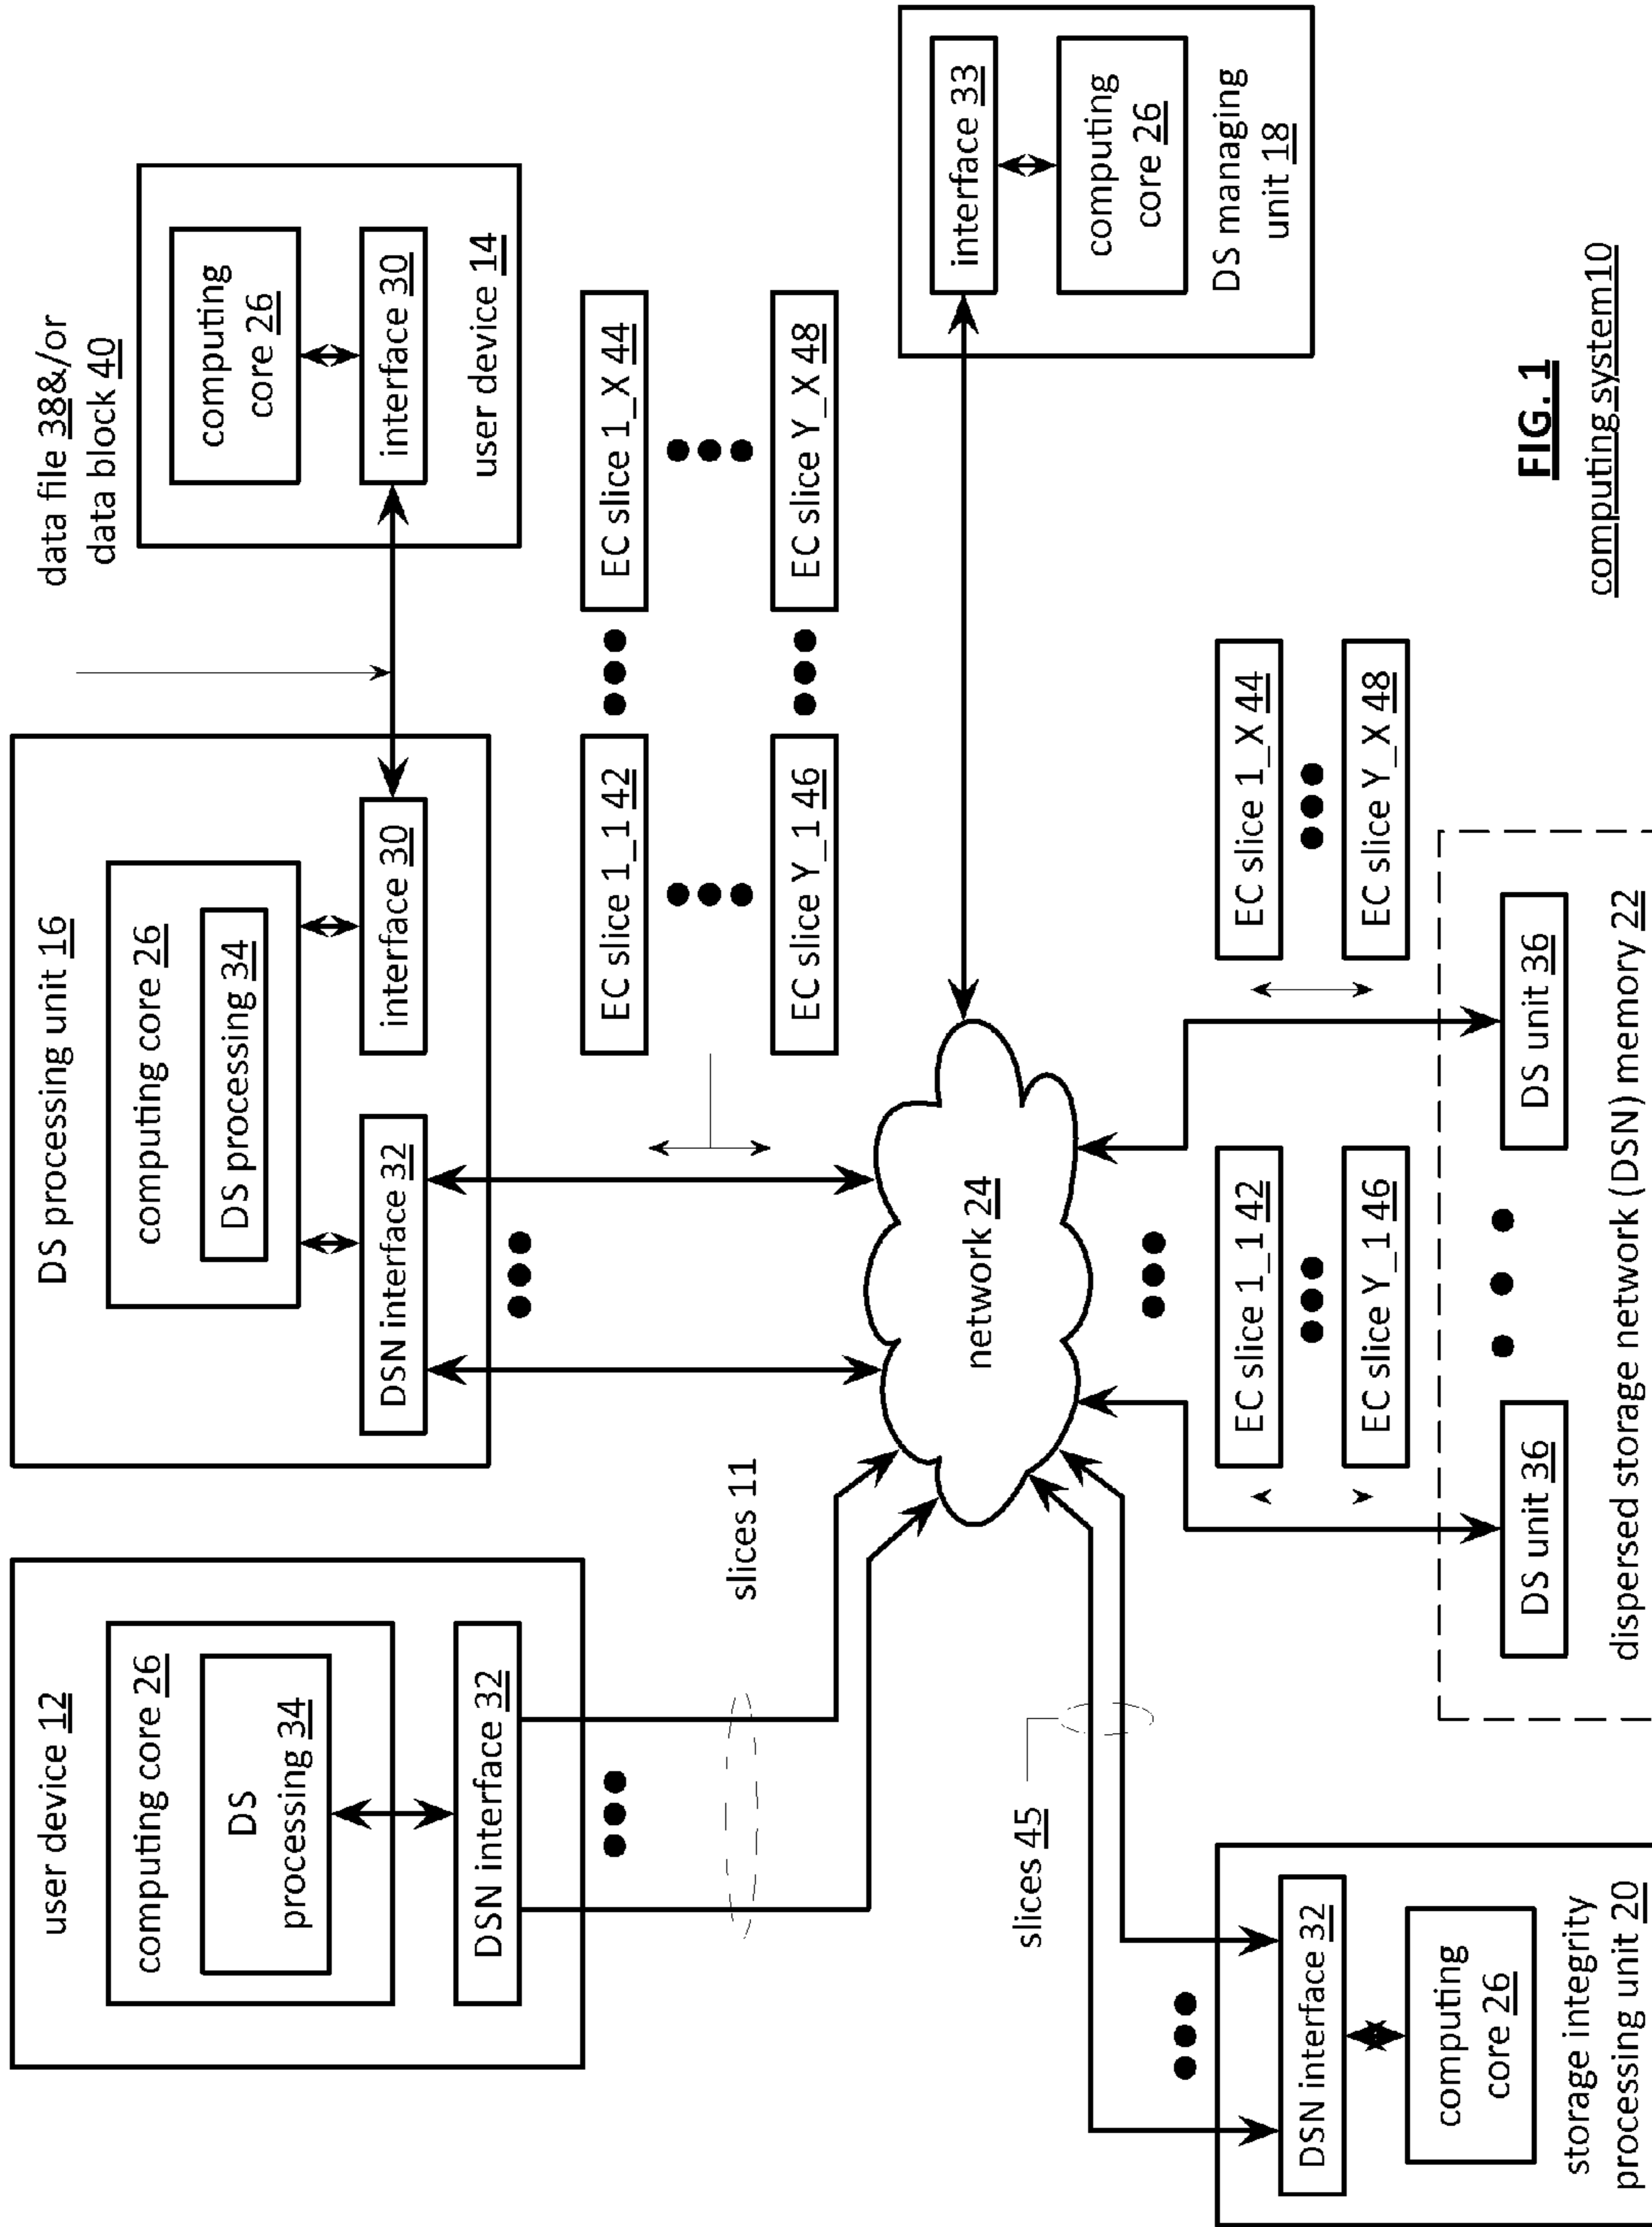 user device 12
computing core 26
DS
processing 34
DSN interface 32
slices 11
DS processing unit 16
computing core 26
DS processing 34
DSN interface 32
interface 30
data file 38&/or
data block 40
computing
core 26
interface 30
user device 14
EC slice 1_1 42
EC slice 1_X 44
EC slice Y_1 46
EC slice Y_X 48
network 24
interface 33
computing
core 26
DS managing
unit 18
slices 45
DSN interface 32
computing
core 26
storage integrity
processing unit 20
EC slice 1_1 42
EC slice Y_1 46
EC slice 1_X 44
EC slice Y_X 48
DS unit 36
DS unit 36
dispersed storage network (DSN) memory 22
FIG. 1
computing system10